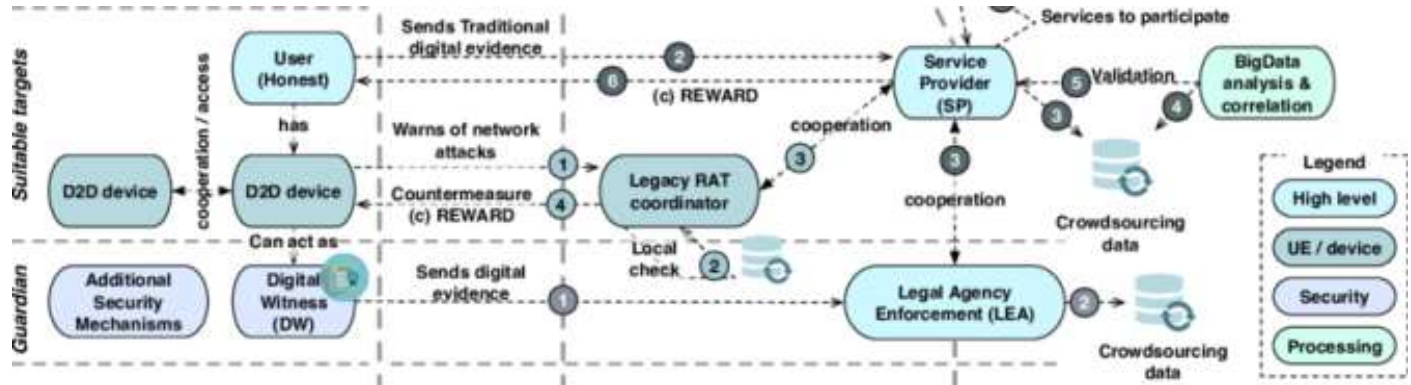 Services to participate
Sends Traditional
digital evidence
User
(Honest)
2
6
(c) REWARD
Service
Provider
(SP)
5
Validation
3
4
BigData
analysis &
correlation
Suitable targets
cooperation / access
has
Warns of network
attacks
1
cooperation
3
3
cooperation
D2D device
D2D device
Countermeasure
(c) REWARD
4
Legacy RAT
coordinator
Crowdsourcing
data
Legend
High level
UE / device
Security
Processing
Can act as
Local
check
2
Guardian
Additional
Security
Mechanisms
Digital
Witness
(DW)
Sends digital
evidence
1
Legal Agency
Enforcement (LEA)
2
Crowdsourcing
data